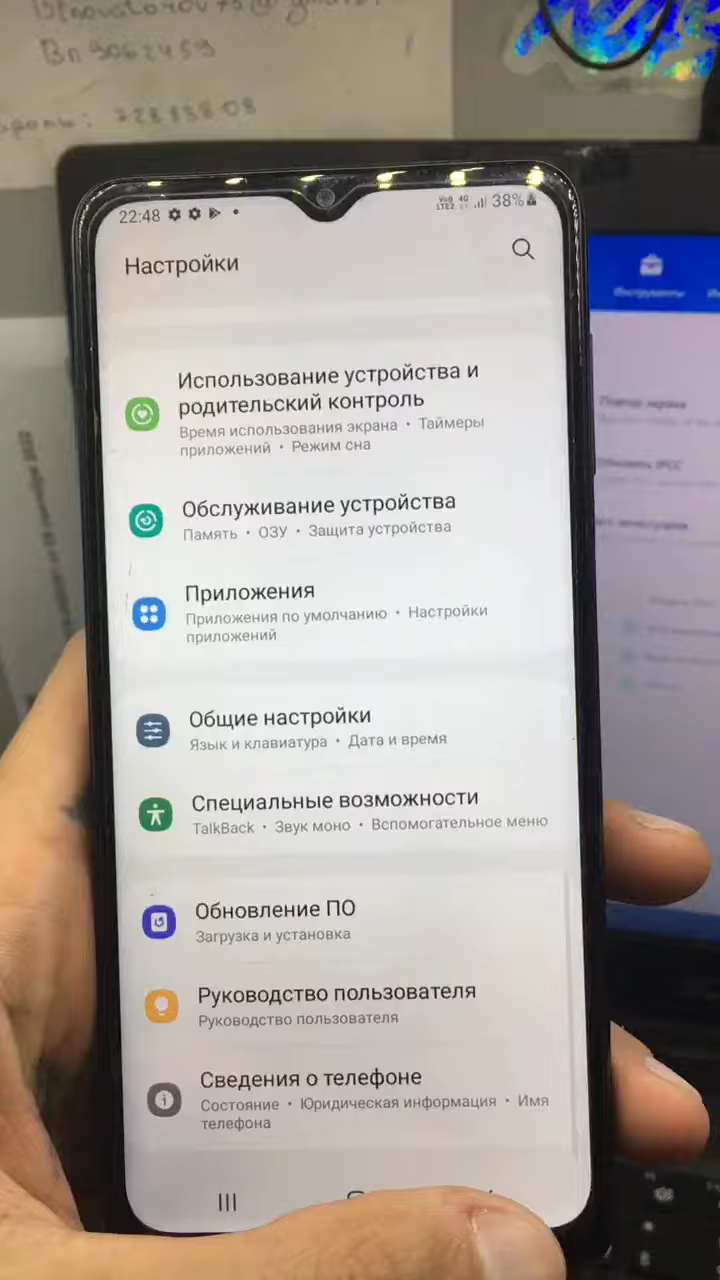 22:48
38%
Настройки
Использование устройства и
родительский контроль
Время использования экрана • Таймеры
приложений • Режим сна
Обслуживание устройства
Память • ОЗУ • Защита устройства
Приложения
Приложения по умолчанию • Настройки
приложений
Общие настройки
Язык и клавиатура • Дата и время
Специальные возможности
TalkBack • Звук моно • Вспомогательное меню
Обновление ПО
Загрузка и установка
Руководство пользователя
Руководство пользователя
Сведения о телефоне
Состояние • Юридическая информация • Имя
телефона
Инструменты